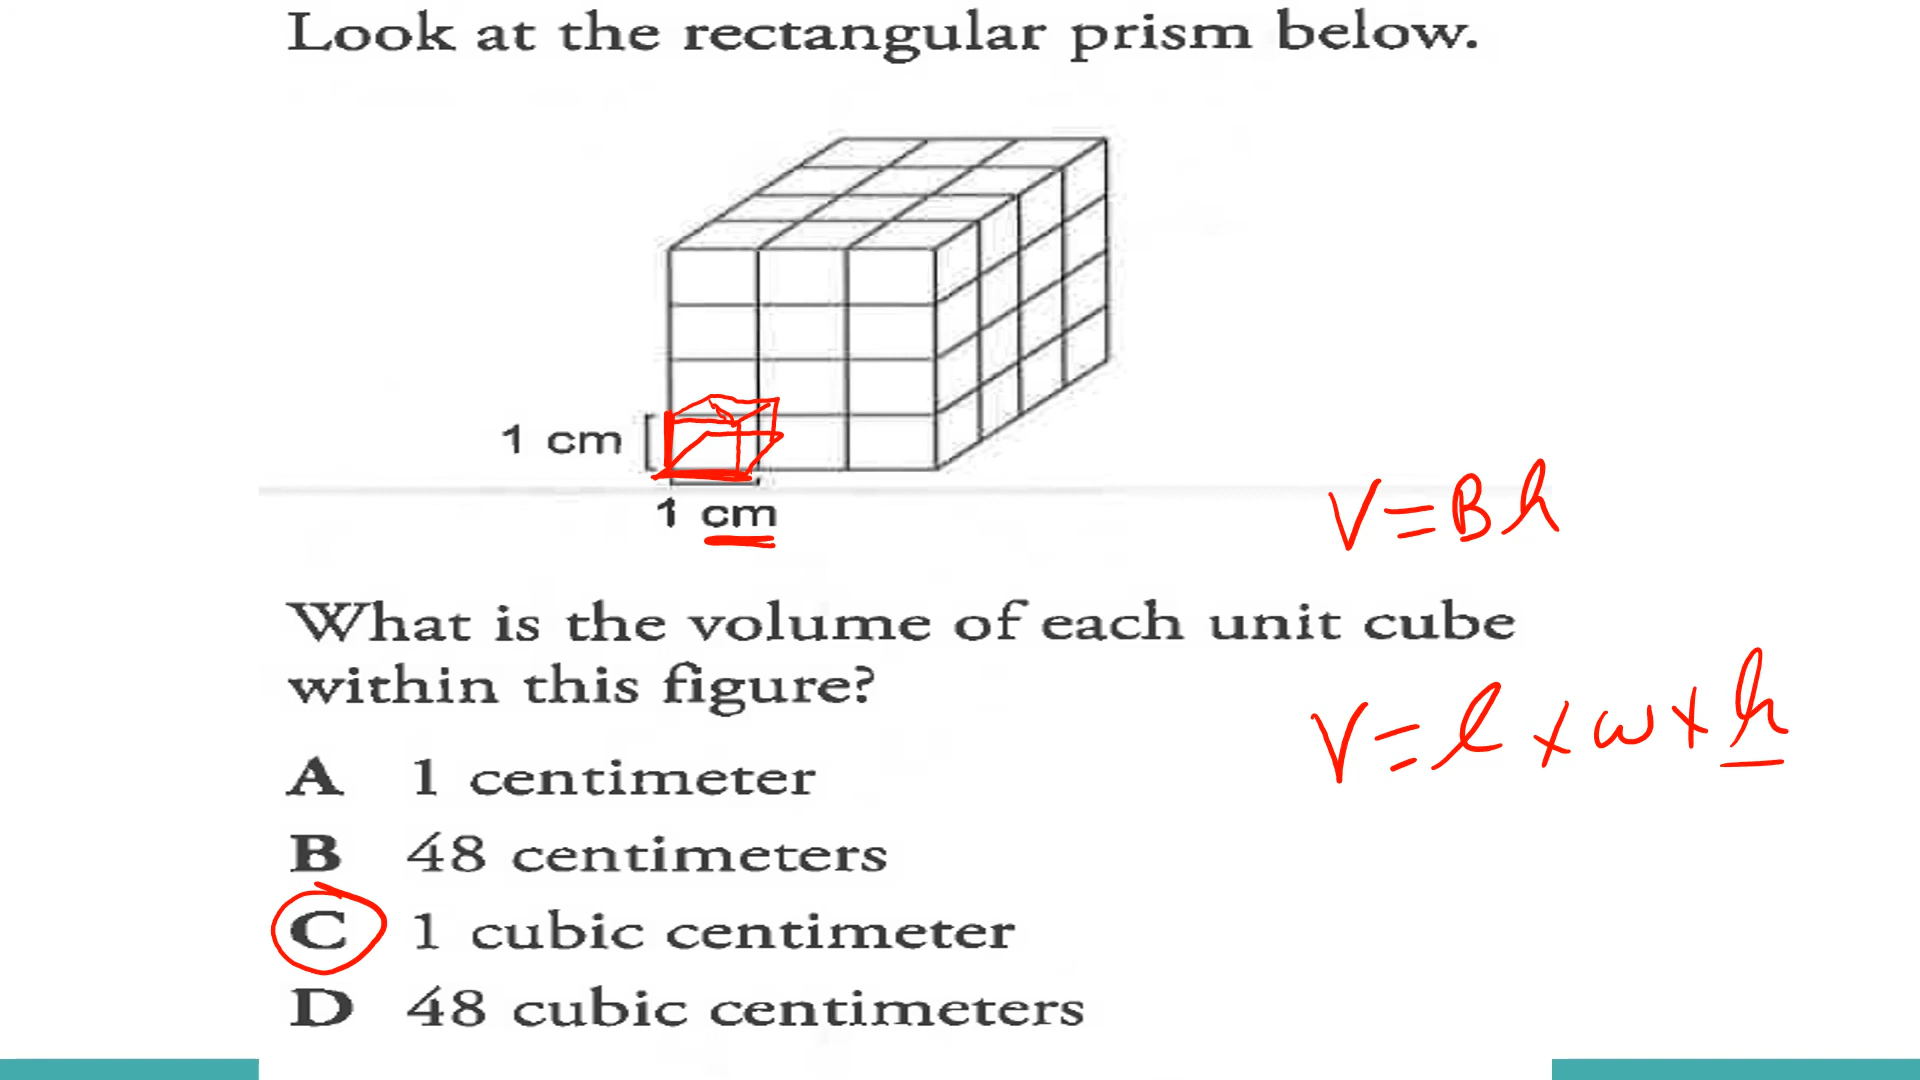 Look at the rectangular prism below.
1 cm
1 cm
V=Bh
What is the volume of each unit cube
within this figure?
V=l×w×h
A 1 centimeter
B 48 centimeters
C 1 cubic centimeter
D 48 cubic centimeters